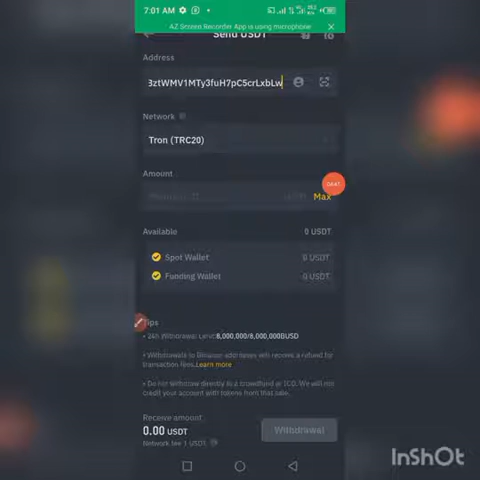 7:01 AM
AZ Screen Recorder App is using microphone
Send USDT
Address
3ztWMV1MTy3fuH7pC5crLxbLw
Network
Tron (TRC20)
Amount
Max
Available 0 USDT
Spot Wallet 0 USDT
Funding Wallet 0 USDT
Tips
• 24h Withdrawal Limit: 8,000,000/8,000,000BUSD
• Withdrawals to Binance addresses will receive a refund for
transaction fees. Learn more
• Do not withdraw directly to a crowdfund or ICO. We will not
credit your account with tokens from that sale.
Receive amount
0.00 USDT
Network fee 1 USDT
Withdrawal
InShOt